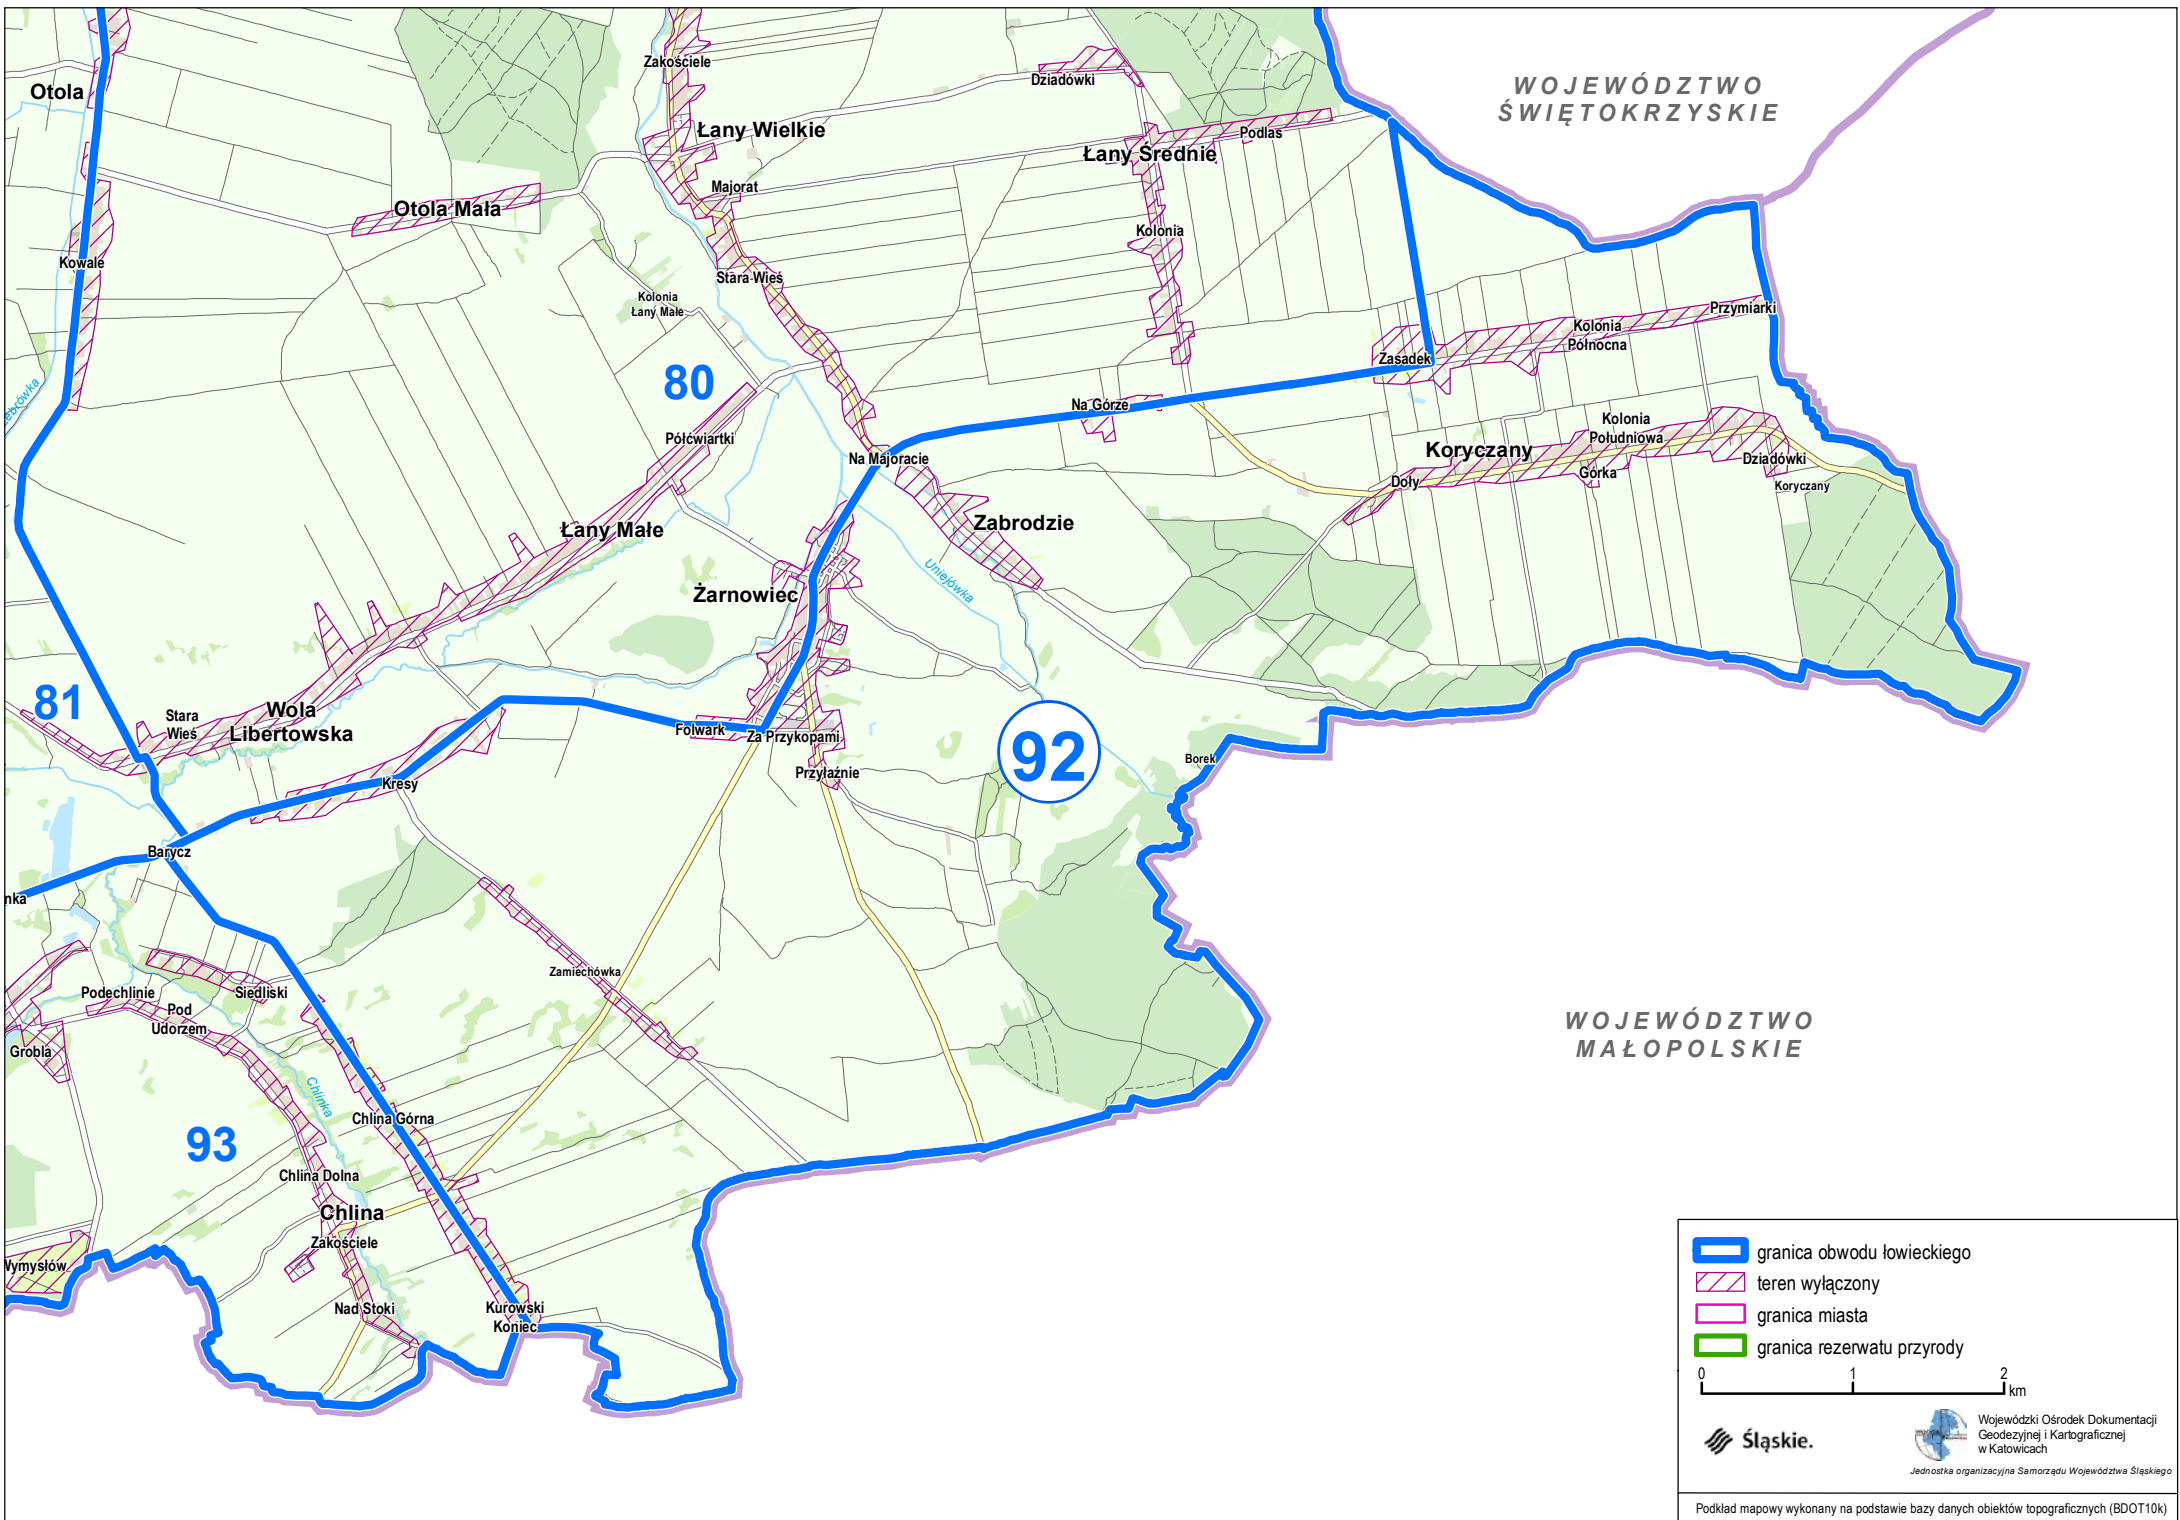 WOJEWÓDZTWO
ŚWIĘTOKRZYSKIE
Zakościele
Dziadówki
Otola
Łany Wielkie
Podlas
Łany Średnie
Majorat
Otola Mała
Kolonia
Kowale
Stara Wieś
Kolonia
Łany Małe
Przymiarki
Kolonia
Północna
Zasadek
80
Na Górze
Kolonia
Południowa
Półćwiartki
Koryczany
Na Majoracie
Dziadówki
Górka
Doły
Koryczany
Łany Małe
Zabrodzie
Uniejówka
Żarnowiec
81
Stara
Wieś
Wola
Libertowska
Folwark
Za Przykopami
92
Borek
Przyłaźnie
Kresy
Barycz
nka
Zamiechówka
Podechlinie
Siedliski
Pod
Udorzem
Grobla
WOJEWÓDZTWO
MAŁOPOLSKIE
Chlinka
Chlina Górna
93
Chlina Dolna
Chlina
Zakościele
Wymysłów
Nad Stoki
Kurowski
Koniec
granica obwodu łowieckiego
teren wyłączony
granica miasta
granica rezerwatu przyrody
0 1 2
km
Śląskie.
Wojewódzki Ośrodek Dokumentacji
Geodezyjnej i Kartograficznej
w Katowicach
Jednostka organizacyjna Samorządu Województwa Śląskiego
Podkład mapowy wykonany na podstawie bazy danych obiektów topograficznych (BDOT10k)